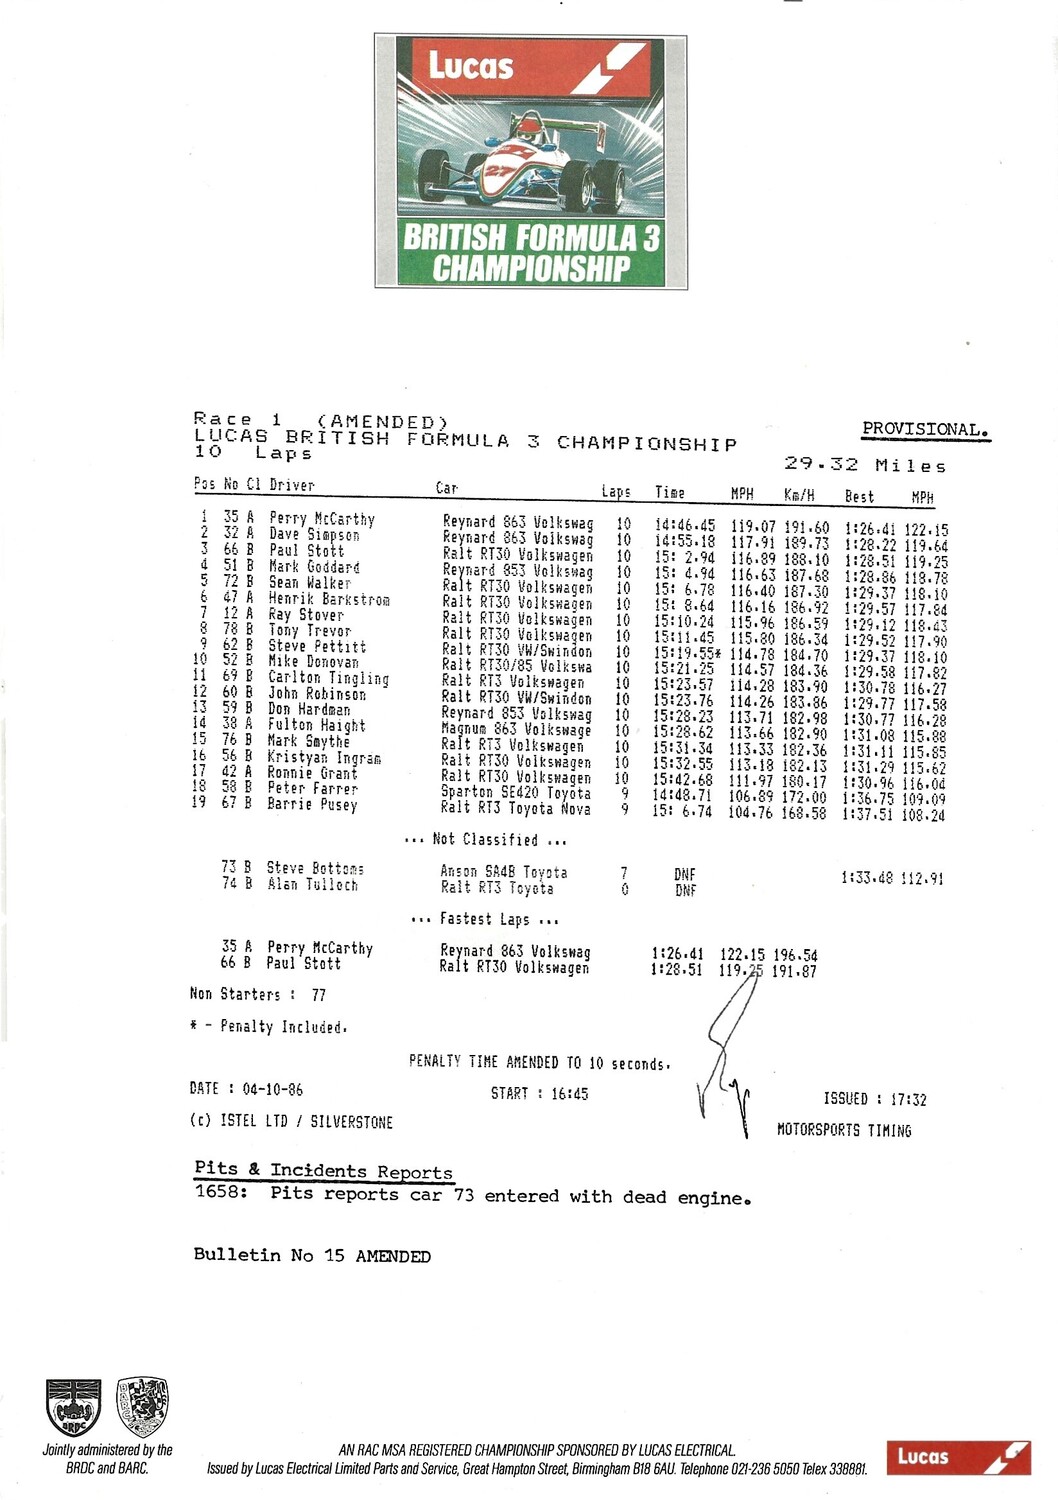 Lucas
27
BRITISH FORMULA 3
CHAMPIONSHIP
Race 1 (AMENDED)
LUCAS BRITISH FORMULA 3 CHAMPIONSHIP
PROVISIONAL.
10 Laps
29.32 Miles
Pos No Cl Driver Car Laps Time MPH Km/H Best MPH
1 35 A Perry McCarthy Reynard 863 Volkswag 10 14:46.45 119.07 191.60 1:26.41 122.15
2 32 A Dave Simpson Reynard 863 Volkswag 10 14:55.18 117.91 189.73 1:28.22 119.64
3 66 B Paul Stott Ralt RT30 Volkswagen 10 15: 2.94 116.89 188.10 1:28.51 119.25
4 51 B Mark Goddard Reynard 853 Volkswag 10 15: 4.94 116.63 187.68 1:28.86 118.78
5 72 B Sean Walker Ralt RT30 Volkswagen 10 15: 6.78 116.40 187.30 1:29.37 118.10
6 47 A Henrik Barkstrom Ralt RT30 Volkswagen 10 15: 8.64 116.16 186.92 1:29.57 117.84
7 12 A Ray Stover Ralt RT30 Volkswagen 10 15:10.24 115.96 186.59 1:29.12 118.43
8 78 B Tony Trevor Ralt RT30 Volkswagen 10 15:11.45 115.80 186.34 1:29.52 117.90
9 62 B Steve Pettitt Ralt RT30 VW/Swindon 10 15:19.55* 114.78 184.70 1:29.37 118.10
10 52 B Mike Donovan Ralt RT30/85 Volkswa 10 15:21.25 114.57 184.36 1:29.58 117.82
11 69 B Carlton Tingling Ralt RT3 Volkswagen 10 15:23.57 114.28 183.90 1:30.78 116.27
12 60 B John Robinson Ralt RT30 VW/Swindon 10 15:23.76 114.26 183.86 1:29.77 117.58
13 59 B Don Hardman Reynard 853 Volkswag 10 15:28.23 113.71 182.98 1:30.77 116.28
14 38 A Fulton Haight Magnum 863 Volkswage 10 15:28.62 113.66 182.90 1:31.08 115.88
15 76 B Mark Smythe Ralt RT3 Volkswagen 10 15:31.34 113.33 182.36 1:31.11 115.85
16 56 B Kristyan Ingram Ralt RT30 Volkswagen 10 15:32.55 113.18 182.13 1:31.29 115.62
17 42 A Ronnie Grant Ralt RT30 Volkswagen 10 15:42.68 111.97 180.17 1:30.96 116.04
18 58 B Peter Farrer Sparton SE420 Toyota 9 14:48.71 106.89 172.00 1:36.75 109.09
19 67 B Barrie Pusey Ralt RT3 Toyota Nova 9 15: 6.74 104.76 168.58 1:37.51 108.24
... Not Classified ...
73 B Steve Bottoms Anson SA4B Toyota 7 DNF 1:33.48 112.91
74 B Alan Tulloch Ralt RT3 Toyota 0 DNF
... Fastest Laps ...
35 A Perry McCarthy Reynard 863 Volkswag 1:26.41 122.15 196.54
66 B Paul Stott Ralt RT30 Volkswagen 1:28.51 119.25 191.87
Non Starters : 77
* - Penalty Included.
PENALTY TIME AMENDED TO 10 seconds.
DATE : 04-10-86 START : 16:45 ISSUED : 17:32
(c) ISTEL LTD / SILVERSTONE MOTORSPORTS TIMING
Pits & Incidents Reports
1658: Pits reports car 73 entered with dead engine.
Bulletin No 15 AMENDED
BRDC
Jointly administered by the
BRDC and BARC.
AN RAC MSA REGISTERED CHAMPIONSHIP SPONSORED BY LUCAS ELECTRICAL.
Issued by Lucas Electrical Limited Parts and Service, Great Hampton Street, Birmingham B18 6AU. Telephone 021-236 5050 Telex 338881.
Lucas